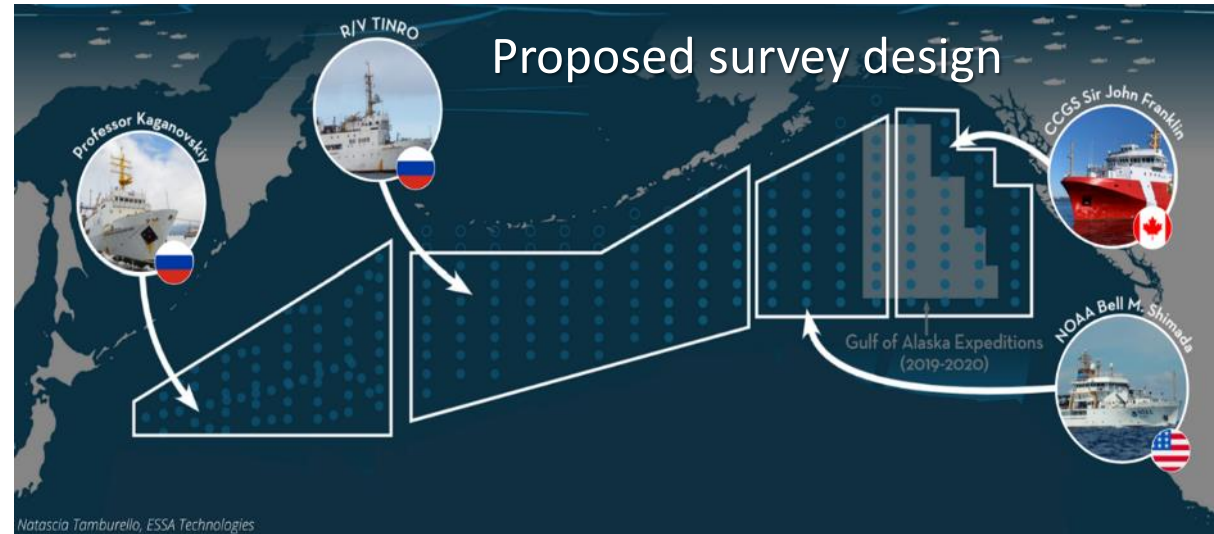 R/V TINRO
Proposed survey design
Professor Kaganovskiy
CCGS Sir John Franklin
Gulf of Alaska Expeditions
(2019-2020)
NOAA Bell M. Shimada
Natascia Tamburello, ESSA Technologies